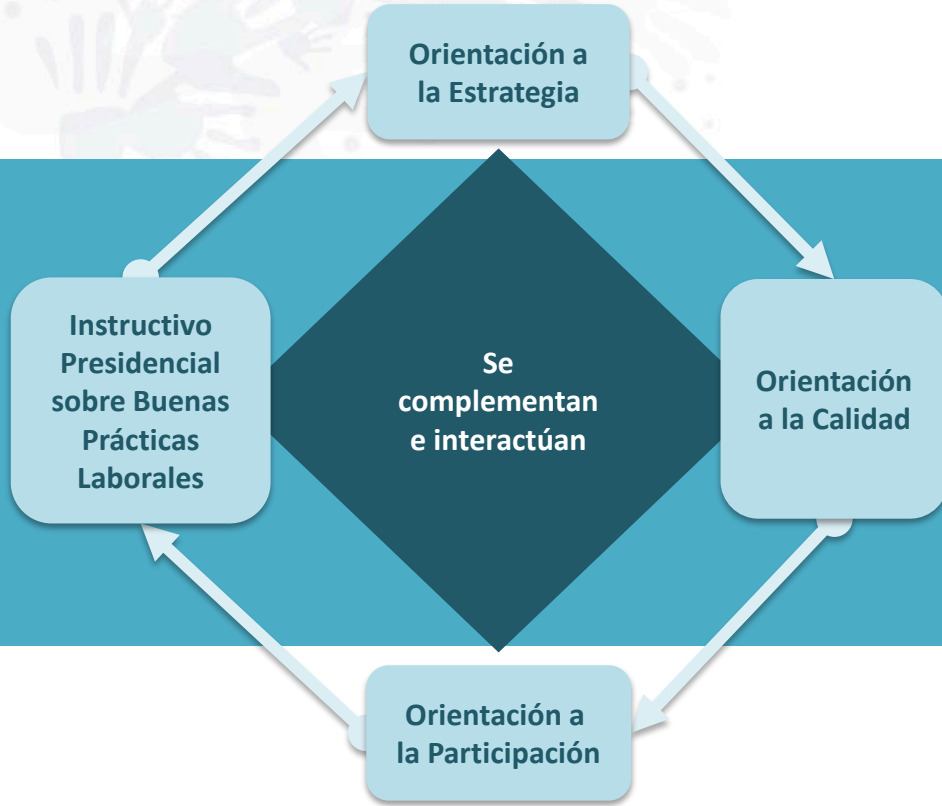 Orientación a
la Estrategia
Instructivo
Presidencial
sobre Buenas
Prácticas
Laborales
Se
complementan
e interactúan
Orientación
a la Calidad
Orientación a
la Participación